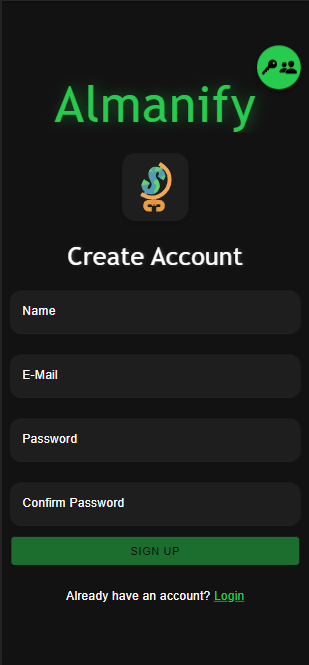 Almanify
Create Account
Name
E-Mail
Password
Confirm Password
SIGN UP
Already have an account? Login